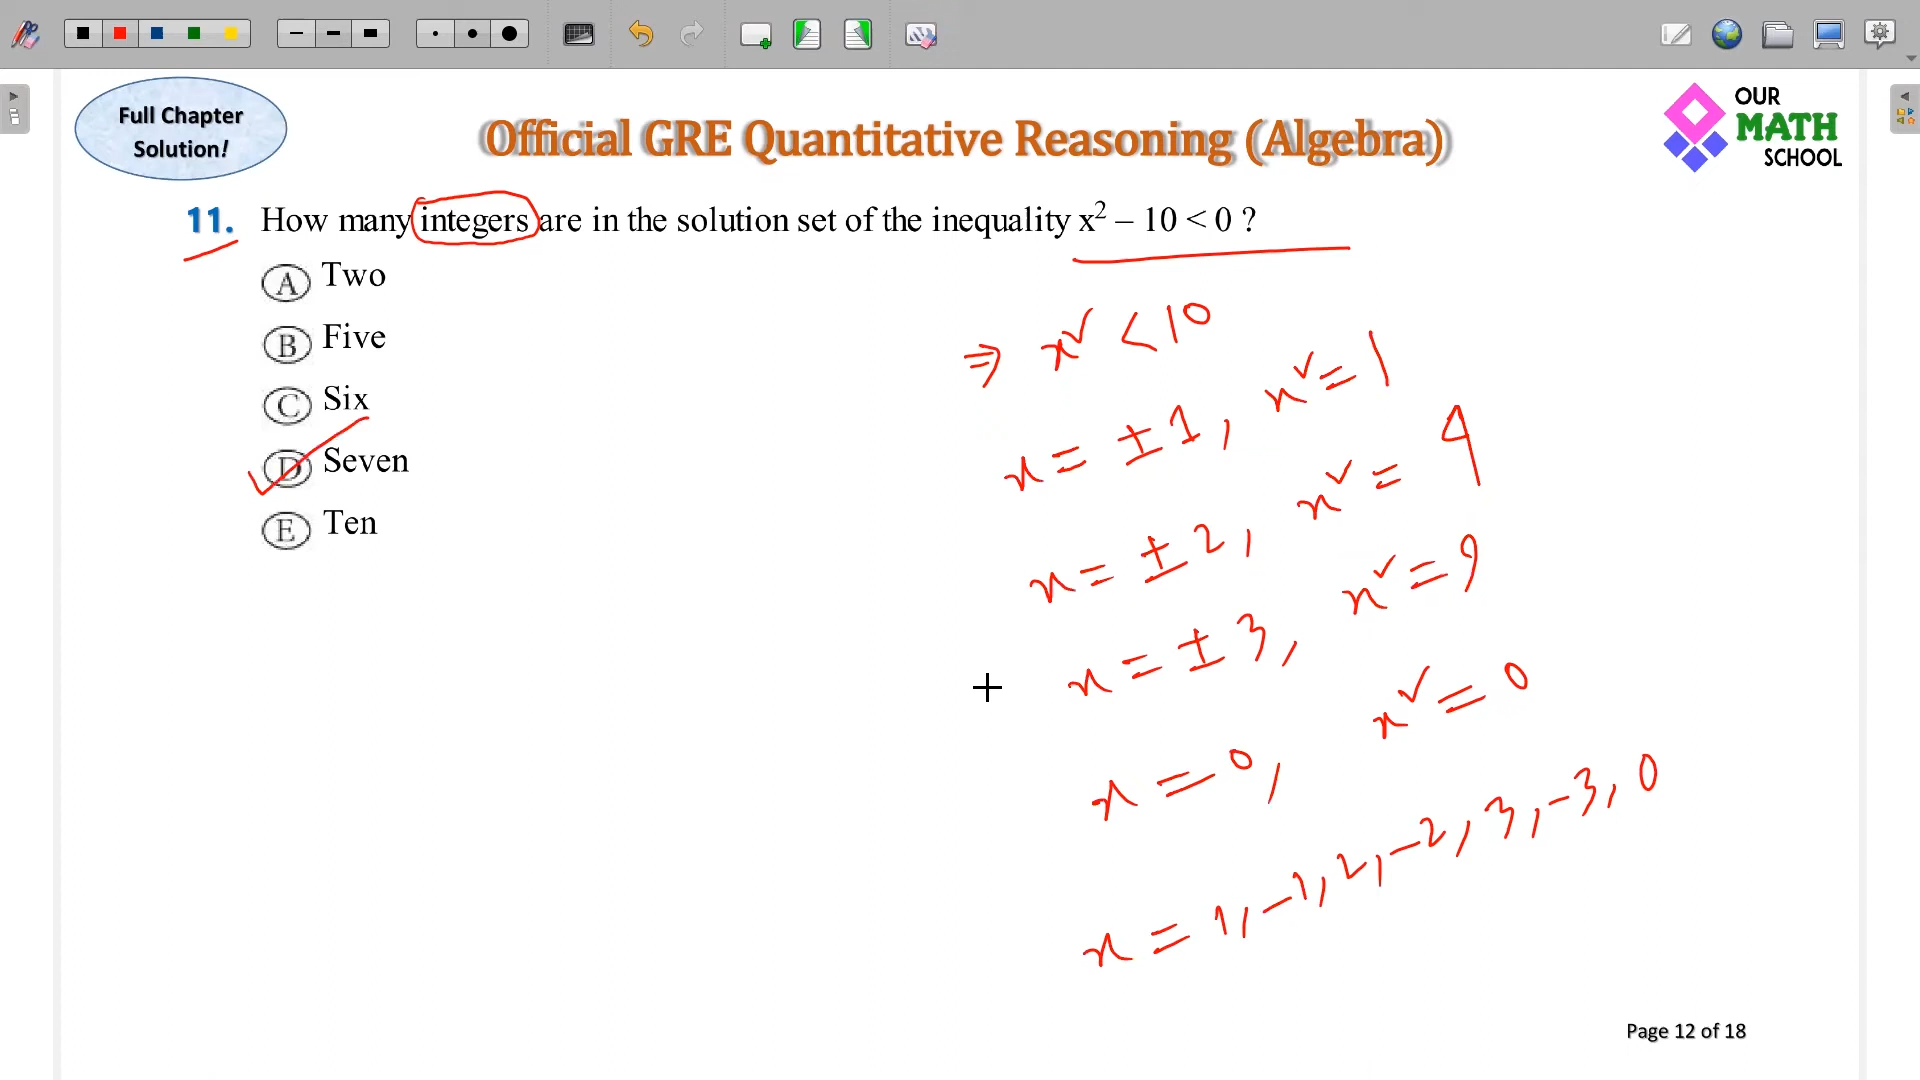 Full Chapter
Solution!
Official GRE Quantitative Reasoning (Algebra)
OUR
MATH
SCHOOL
11. How many integers are in the solution set of the inequality x² – 10 < 0 ?
A Two
B Five
C Six
D Seven
E Ten
⇒ x² < 10
x = ±1, x² = 1
x = ±2, x² = 4
x = ±3, x² = 9
x = 0, x² = 0
x = 1, -1, 2, -2, 3, -3, 0
Page 12 of 18